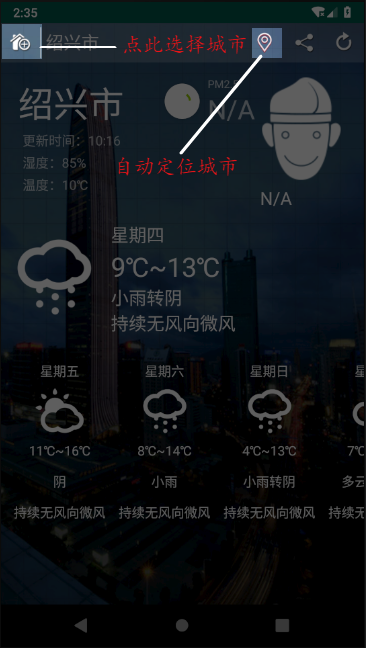 2:35
绍兴市
点此选择城市
绍兴市
PM2.5
N/A
更新时间：10:16
自动定位城市
湿度：85%
温度：10℃
N/A
星期四
9℃~13℃
小雨转阴
持续无风向微风
星期五
星期六
星期日
11℃~16℃
8℃~14℃
4℃~13℃
阴
小雨
小雨转阴
多云
持续无风向微风
持续无风向微风
持续无风向微风
持续无